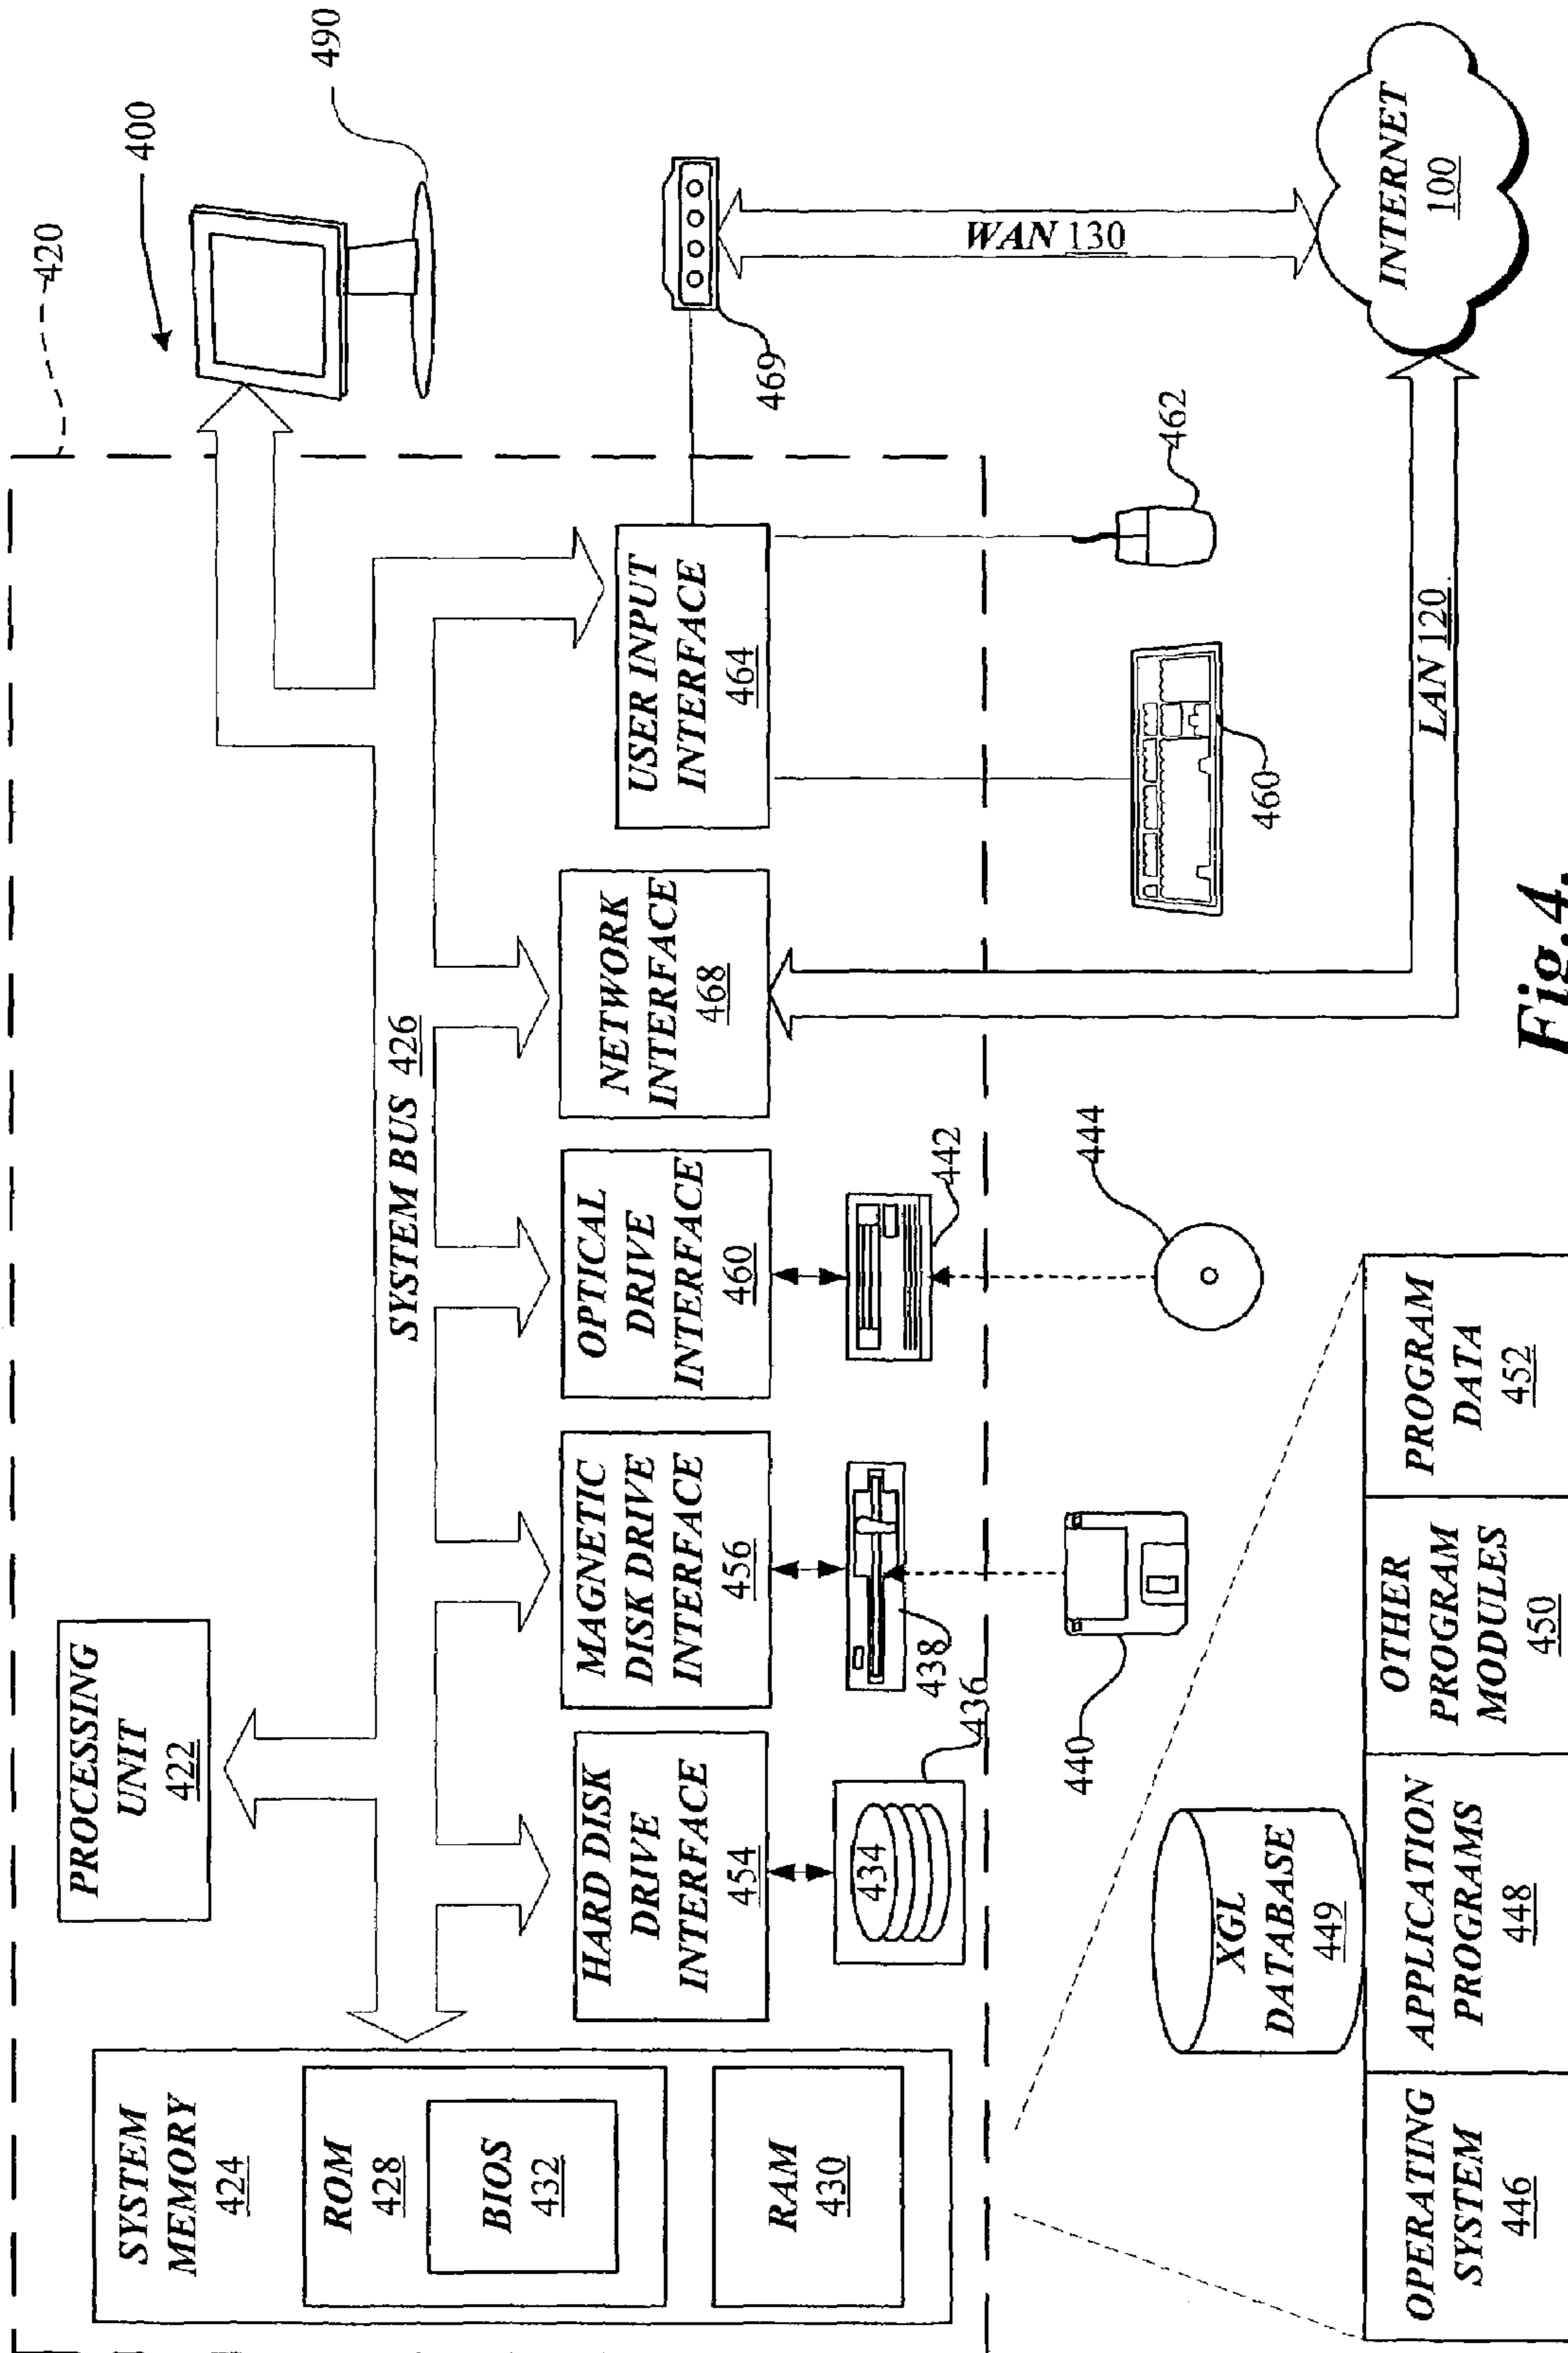 420
400
490
PROCESSING
UNIT
422
SYSTEM
MEMORY
424
ROM
428
BIOS
432
RAM
430
SYSTEM BUS 426
HARD DISK
DRIVE
INTERFACE
454
MAGNETIC
DISK DRIVE
INTERFACE
456
OPTICAL
DRIVE
INTERFACE
460
NETWORK
INTERFACE
468
USER INPUT
INTERFACE
464
434
436
438
442
469
440
444
460
462
WAN 130
XGL
DATABASE
449
OPERATING
SYSTEM
446
APPLICATION
PROGRAMS
448
OTHER
PROGRAM
MODULES
450
PROGRAM
DATA
452
LAN 120
INTERNET
100
Fig.4.